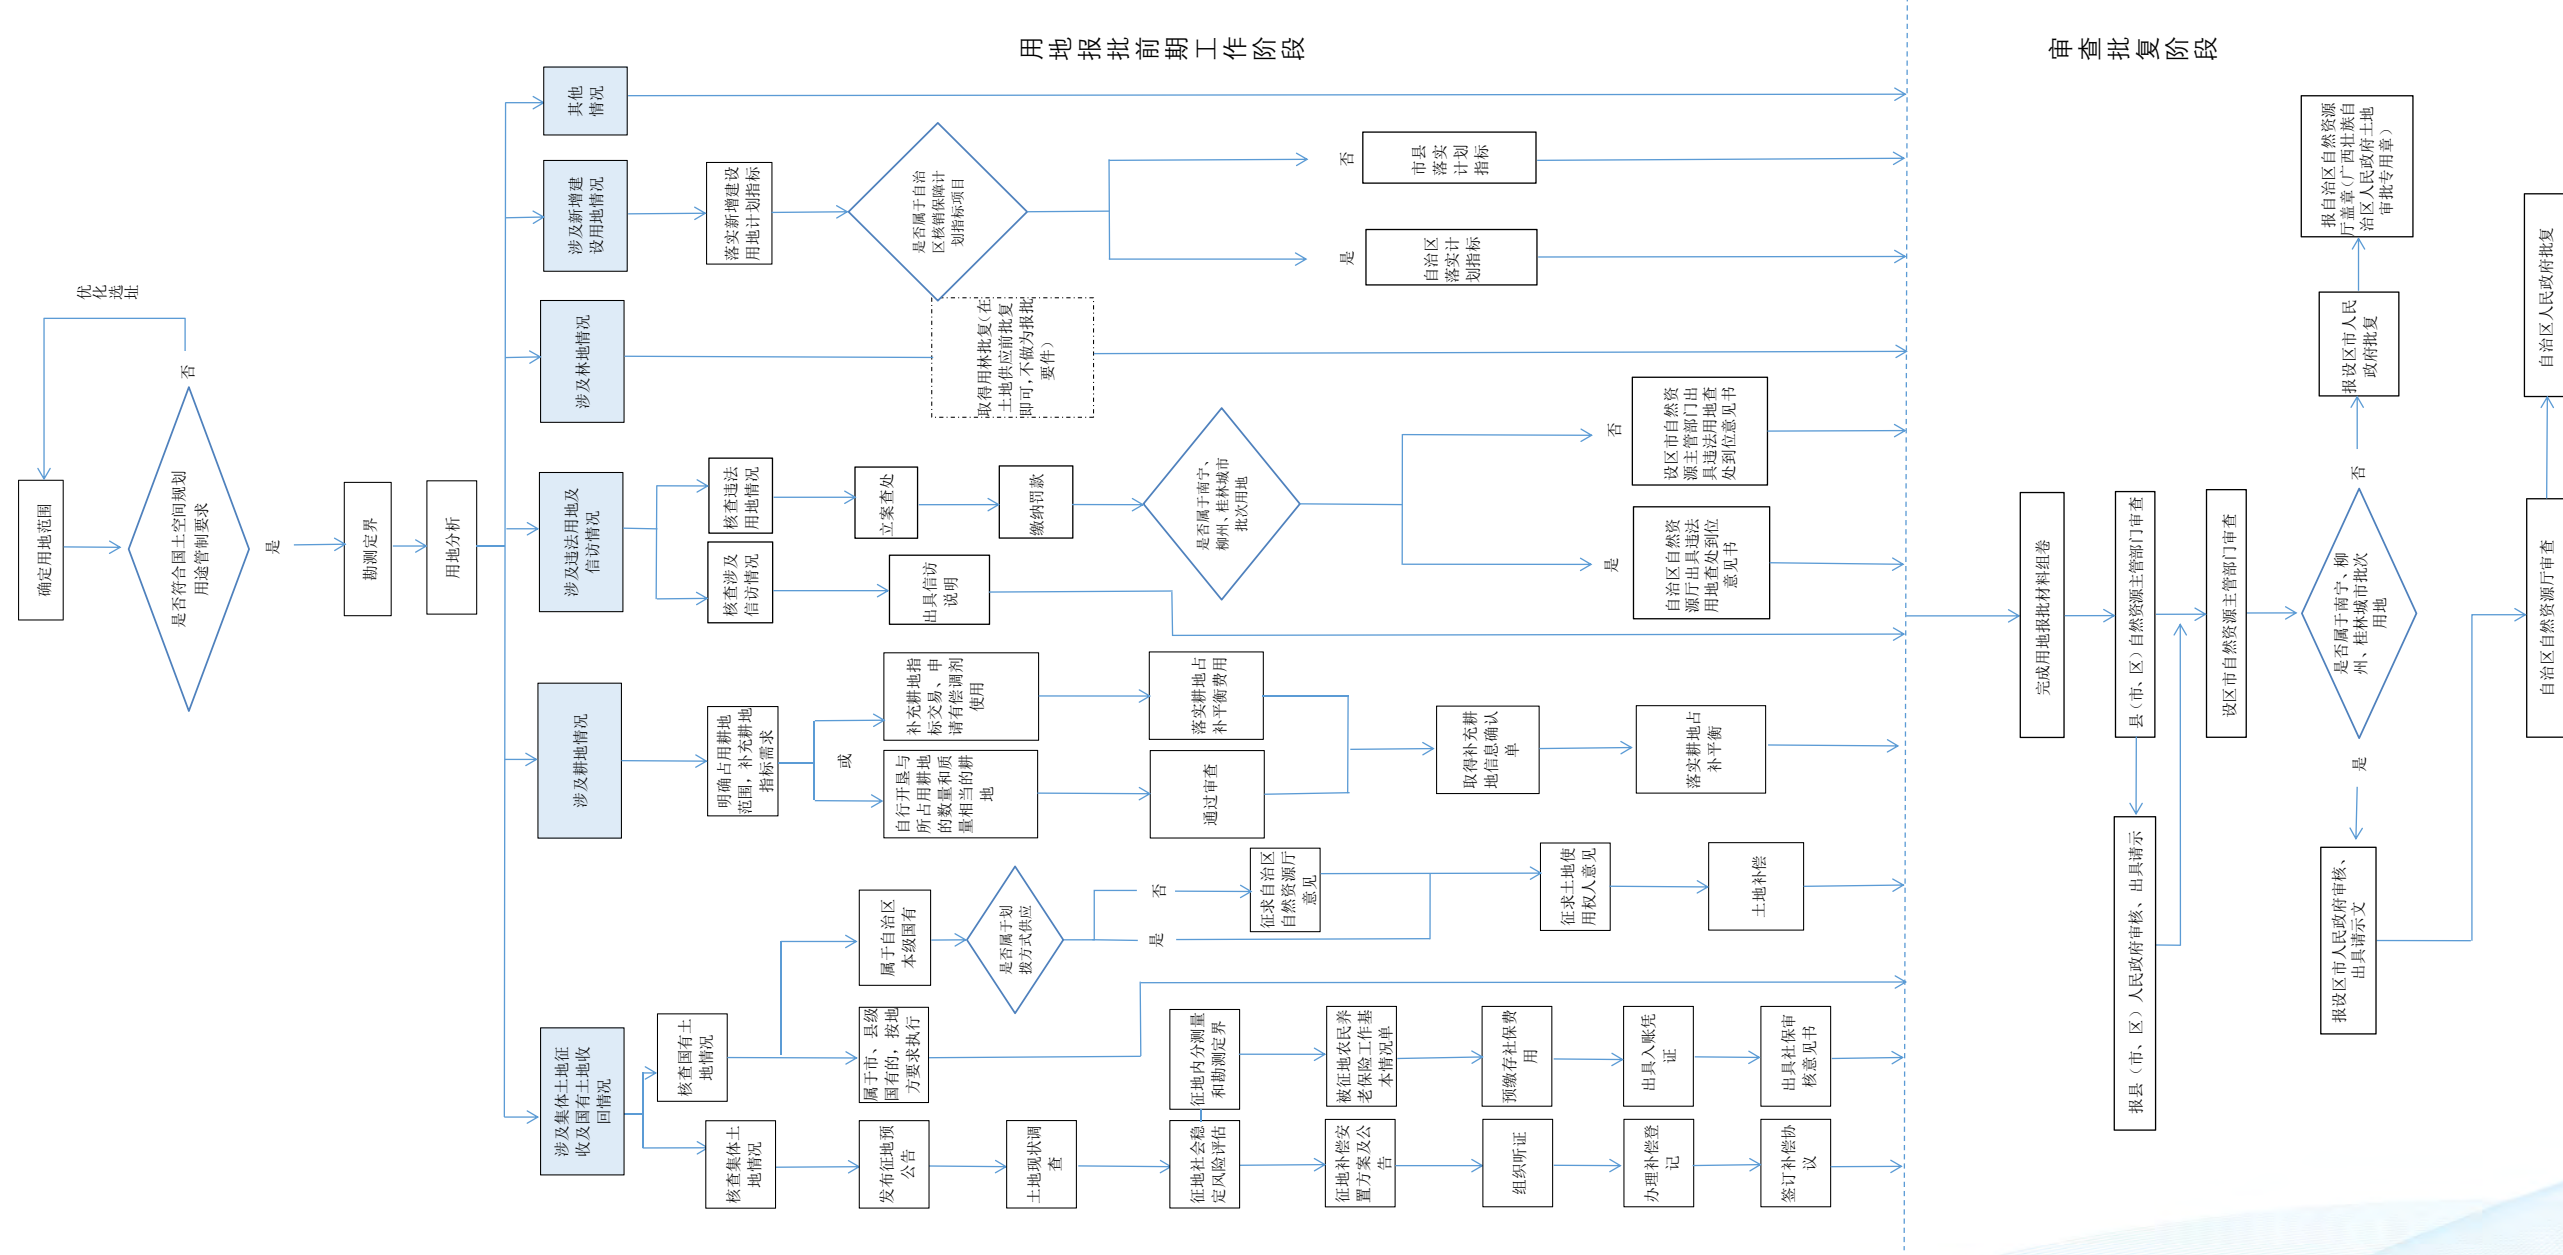 用地报批前期工作阶段
审查批复阶段
确定用地范围
优化
选址
是否符合国土空间规划
用途管制要求
否
是
勘测定界
用地分析
涉及集体土地征
收及国有土地收
回情况
核查集体土
地情况
发布征地预
公告
土地现状调
查
征地社会稳
定风险评估
征地补偿安
置方案及公
告
组织听证
办理补偿登
记
签订补偿协
议
征地内分测量
和勘测定界
被征地农民养
老保险工作基
本情况单
预缴存社保费
用
出具入账凭
证
出具社保审
核意见书
核查国有土
地情况
属于市、县级
国有的，按地
方要求执行
属于自治区
本级国有
是否属于划
拨方式供应
是
否
征求自治区
自然资源厅
意见
征求土地使
用权人意见
土地补偿
涉及耕地情况
明确占用耕地
范围，补充耕地
指标需求
或
自行开垦与
所占用耕地
的数量和质
量相当的耕
地
通过审查
补充耕地指
标交易、申
请有偿调剂
使用
落实耕地占
补平衡费用
取得补充耕
地信息确认
单
落实耕地占
补平衡
涉及违法用地及
信访情况
核查涉及
信访情况
出具信访
说明
核查违法
用地情况
立案查处
缴纳罚款
是否属于南宁、
柳州、桂林城市
批次用地
是
自治区自然资
源厅出具违法
用地查处到位
意见书
否
设区市自然资
源主管部门出
具违法用地查
处到位意见书
涉及林地情况
取得用林批复（在
土地供应前批复
即可，不做为报批
要件）
涉及新增建
设用地情况
落实新增建设
用地计划指标
是否属于自治
区核销保障计
划指标项目
是
自治区
落实计
划指标
否
市县
落实
计划
指标
其他
情况
完成用地报批材料组卷
县（市、区）自然资源主管部门审查
报县（市、区）人民政府审核、出具请示
设区市自然资源主管部门审查
是否属于南宁、柳
州、桂林城市批次
用地
是
报设区市人民政府审核、
出具请示文
否
报设区市人民
政府批复
报自治区自然资源
厅盖章（广西壮族自
治区人民政府土地
审批专用章）
自治区自然资源厅审查
自治区人民政府批复